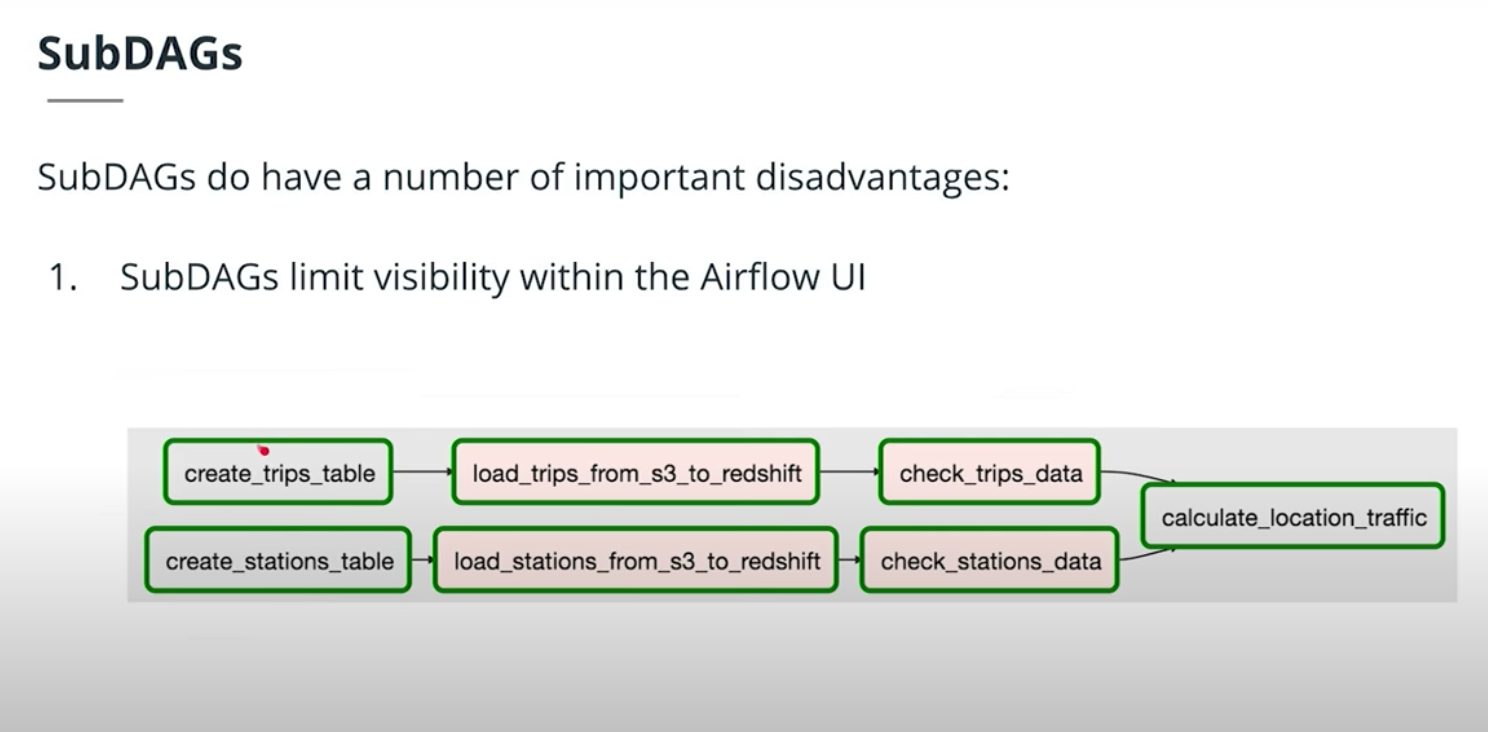 SubDAGs
SubDAGs do have a number of important disadvantages:
1. SubDAGs limit visibility within the Airflow UI
create_trips_table
load_trips_from_s3_to_redshift
check_trips_data
calculate_location_traffic
create_stations_table
load_stations_from_s3_to_redshift
check_stations_data